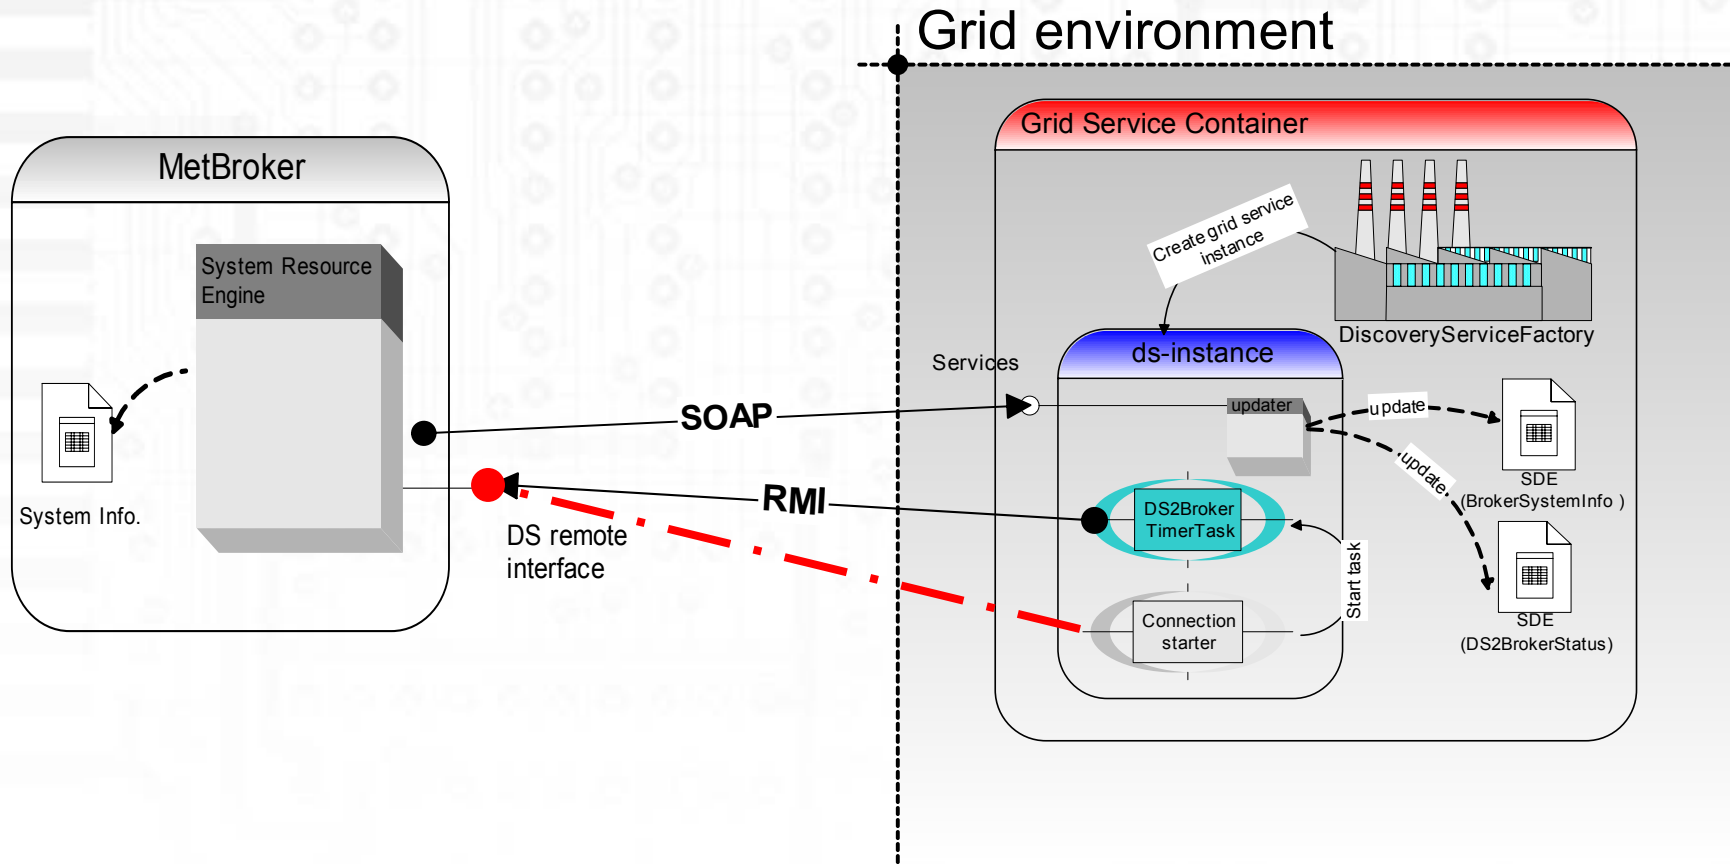 Grid environment
Grid Service Container
MetBroker
System Resource
Engine
System Info.
Create grid service
instance
DiscoveryServiceFactory
Services
ds-instance
SOAP
updater
update
update
SDE
(BrokerSystemInfo )
RMI
DS remote
interface
DS2Broker
TimerTask
Start task
Connection
starter
SDE
(DS2BrokerStatus)